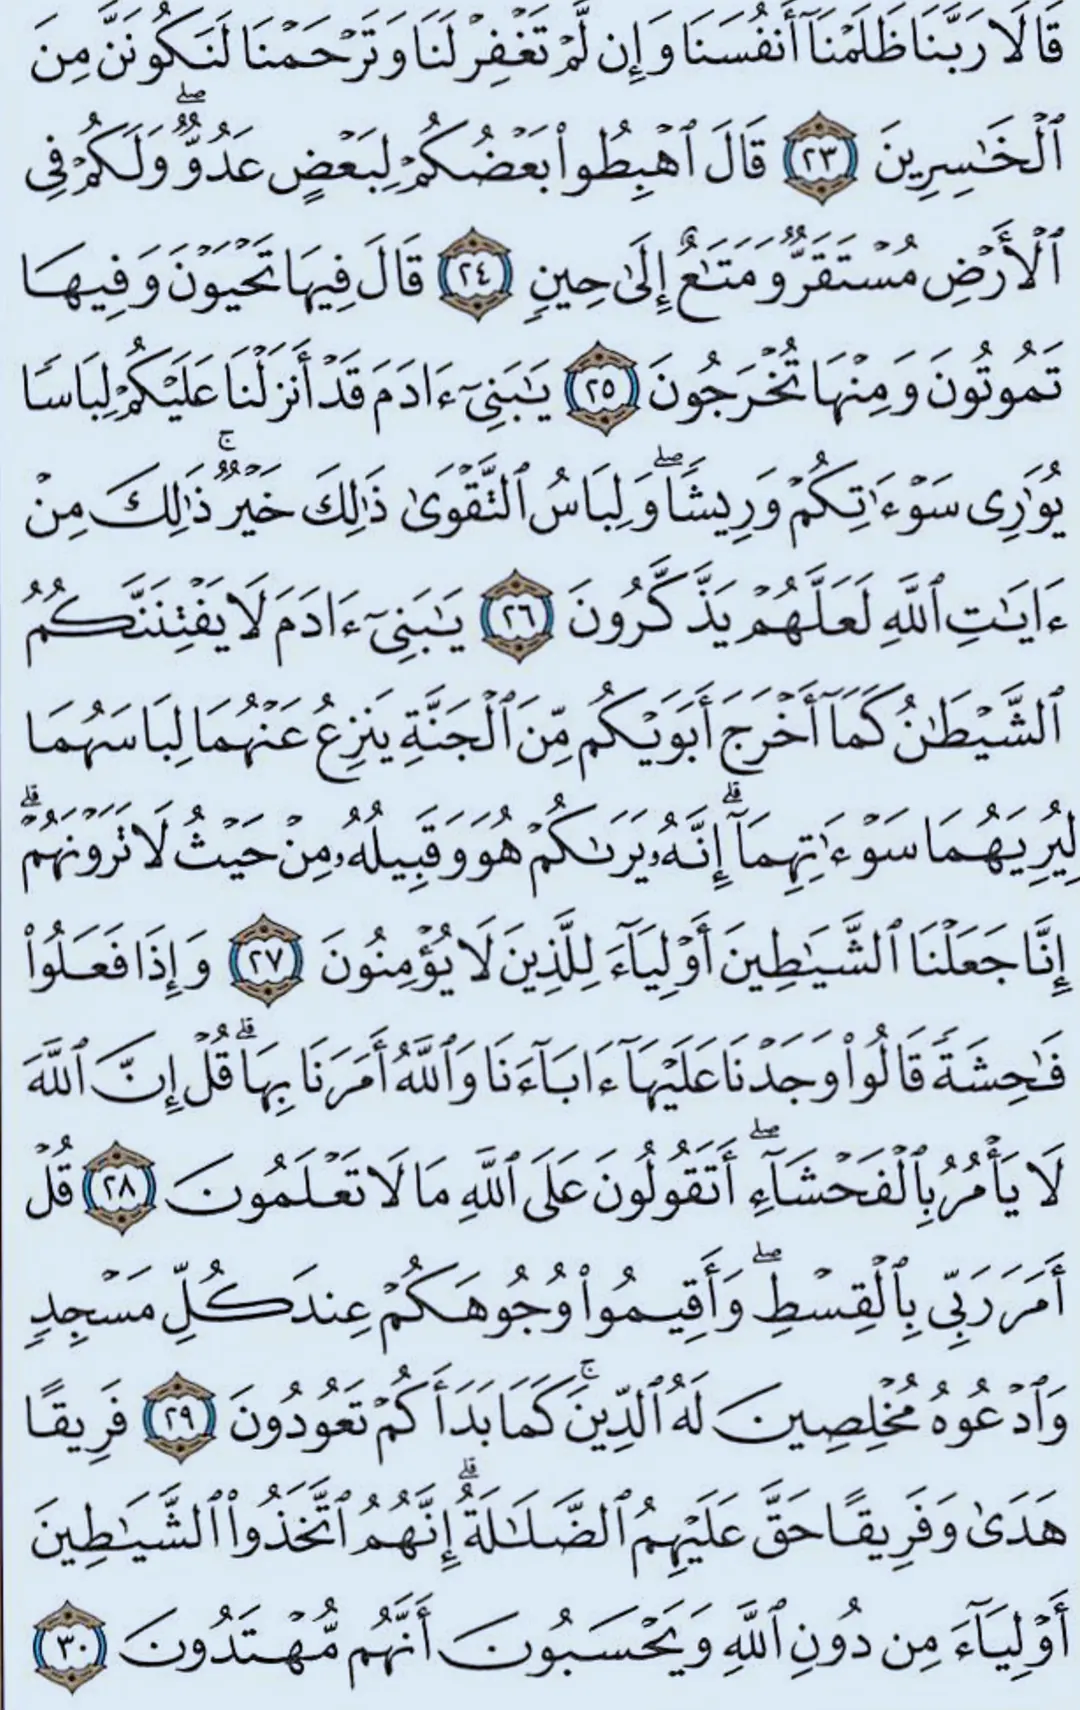 قَالَا رَبَّنَا ظَلَمْنَآ أَنفُسَنَا وَإِن لَّمْ تَغْفِرْ لَنَا وَتَرْحَمْنَا لَنَكُونَنَّ مِنَ
ٱلْخَـٰسِرِينَ ٢٣ قَالَ ٱهْبِطُوا۟ بَعْضُكُمْ لِبَعْضٍ عَدُوٌّ ۖ وَلَكُمْ فِى
ٱلْأَرْضِ مُسْتَقَرٌّ وَمَتَـٰعٌ إِلَىٰ حِينٍ ٢٤ قَالَ فِيهَا تَحْيَوْنَ وَفِيهَا
تَمُوتُونَ وَمِنْهَا تُخْرَجُونَ ٢٥ يَـٰبَنِىٓ ءَادَمَ قَدْ أَنزَلْنَا عَلَيْكُمْ لِبَاسًا
يُوَٰرِى سَوْءَٰتِكُمْ وَرِيشًا ۖ وَلِبَاسُ ٱلتَّقْوَىٰ ذَٰلِكَ خَيْرٌ ۚ ذَٰلِكَ مِنْ
ءَايَـٰتِ ٱللَّهِ لَعَلَّهُمْ يَذَّكَّرُونَ ٢٦ يَـٰبَنِىٓ ءَادَمَ لَا يَفْتِنَنَّكُمُ
ٱلشَّيْطَـٰنُ كَمَآ أَخْرَجَ أَبَوَيْكُم مِّنَ ٱلْجَنَّةِ يَنزِعُ عَنْهُمَا لِبَاسَهُمَا
لِيُرِيَهُمَا سَوْءَٰتِهِمَآ ۗ إِنَّهُۥ يَرَىٰكُمْ هُوَ وَقَبِيلُهُۥ مِنْ حَيْثُ لَا تَرَوْنَهُمْ ۗ
إِنَّا جَعَلْنَا ٱلشَّيَـٰطِينَ أَوْلِيَآءَ لِلَّذِينَ لَا يُؤْمِنُونَ ٢٧ وَإِذَا فَعَلُوا۟
فَـٰحِشَةً قَالُوا۟ وَجَدْنَا عَلَيْهَآ ءَابَآءَنَا وَٱللَّهُ أَمَرَنَا بِهَا ۗ قُلْ إِنَّ ٱللَّهَ
لَا يَأْمُرُ بِٱلْفَحْشَآءِ ۖ أَتَقُولُونَ عَلَى ٱللَّهِ مَا لَا تَعْلَمُونَ ٢٨ قُلْ
أَمَرَ رَبِّى بِٱلْقِسْطِ ۖ وَأَقِيمُوا۟ وُجُوهَكُمْ عِندَ كُلِّ مَسْجِدٍ
وَٱدْعُوهُ مُخْلِصِينَ لَهُ ٱلدِّينَ ۚ كَمَا بَدَأَكُمْ تَعُودُونَ ٢٩ فَرِيقًا
هَدَىٰ وَفَرِيقًا حَقَّ عَلَيْهِمُ ٱلضَّلَـٰلَةُ ۗ إِنَّهُمُ ٱتَّخَذُوا۟ ٱلشَّيَـٰطِينَ
أَوْلِيَآءَ مِن دُونِ ٱللَّهِ وَيَحْسَبُونَ أَنَّهُم مُّهْتَدُونَ ٣٠